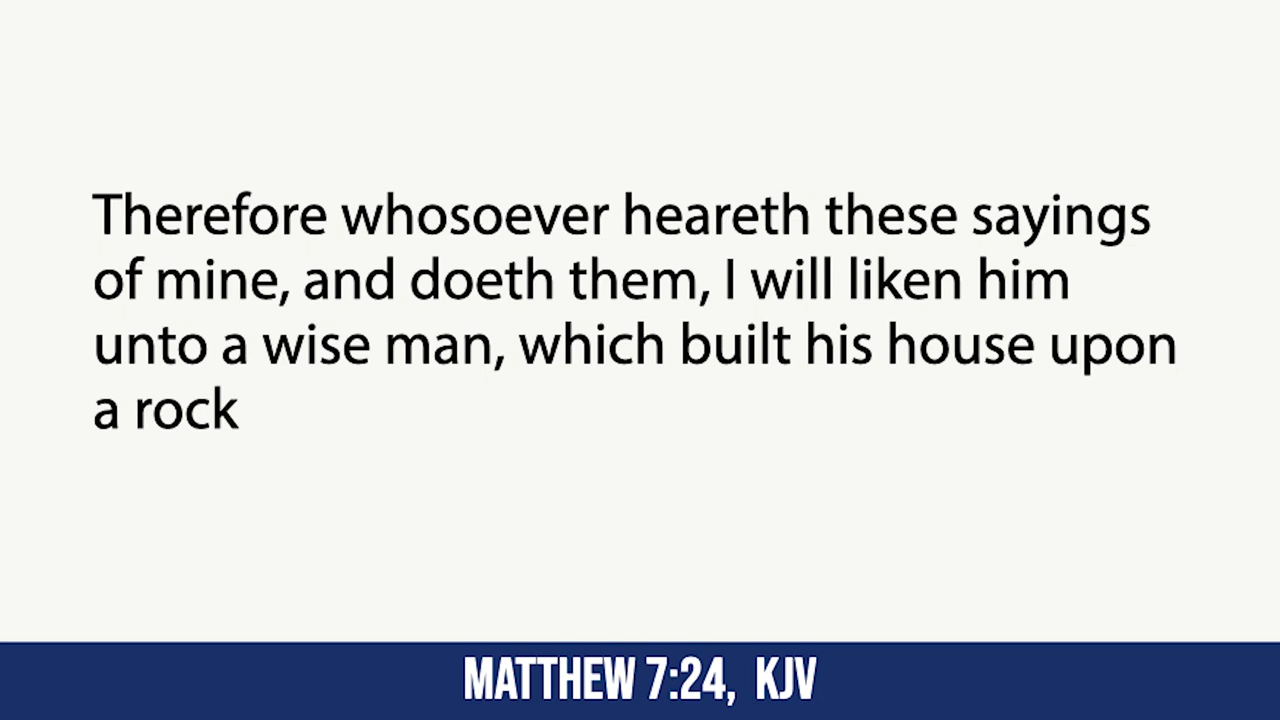 Therefore whosoever heareth these sayings
of mine, and doeth them, I will liken him
unto a wise man, which built his house upon
a rock
MATTHEW 7:24, KJV